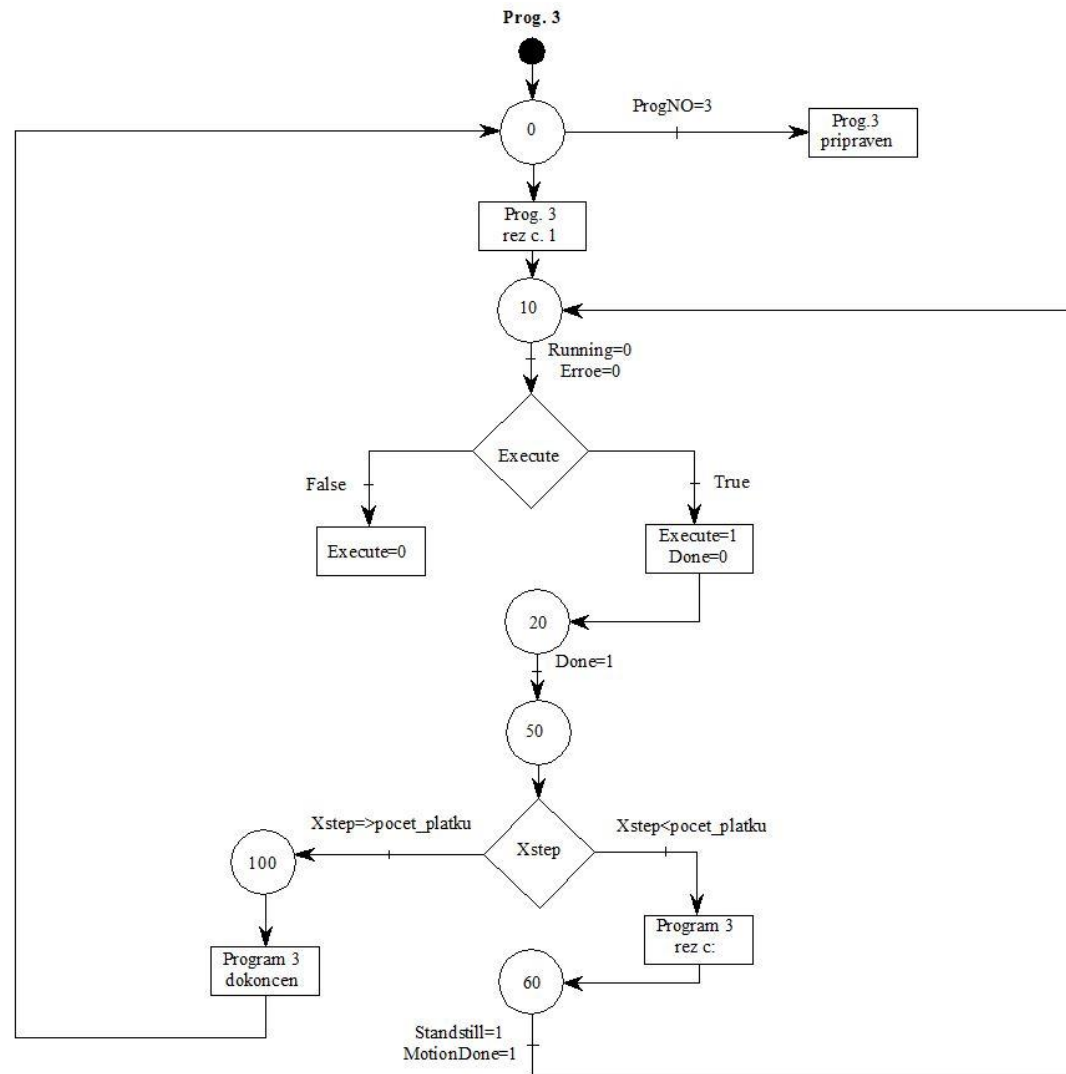 Prog. 3
0
ProgNO=3
Prog.3
pripraven
Prog. 3
rez c. 1
10
Running=0
Erroe=0
Execute
False
True
Execute=0
Execute=1
Done=0
20
Done=1
50
Xstep=>pocet_platku
Xstep<pocet_platku
Xstep
100
Program 3
rez c:
Program 3
dokoncen
60
Standstill=1
MotionDone=1